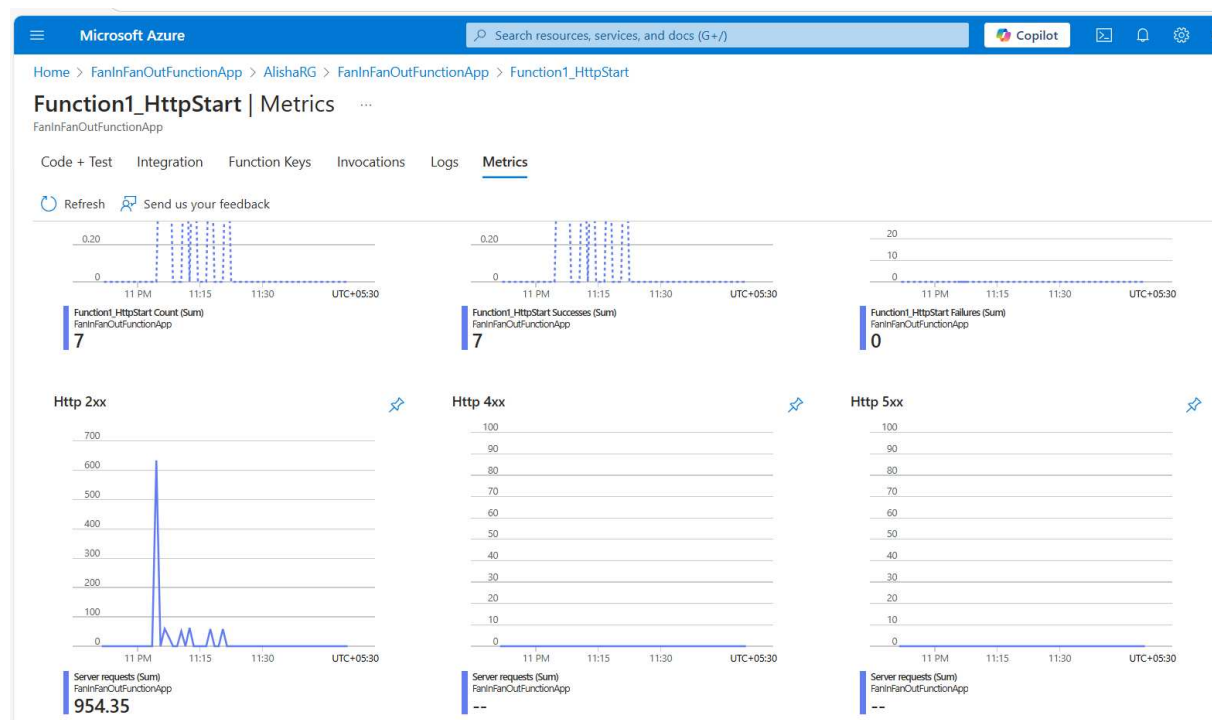 Microsoft Azure
Search resources, services, and docs (G+/)
Copilot
Home > FanInFanOutFunctionApp > AlishaRG > FanInFanOutFunctionApp > Function1_HttpStart
Function1_HttpStart | Metrics ...
FanInFanOutFunctionApp
Code + Test Integration Function Keys Invocations Logs Metrics
Refresh Send us your feedback
0.20
0
11 PM 11:15 11:30 UTC+05:30
Function1_HttpStart Count (Sum)
FanInFanOutFunctionApp
7
0.20
0
11 PM 11:15 11:30 UTC+05:30
Function1_HttpStart Successes (Sum)
FanInFanOutFunctionApp
7
20
10
0
11 PM 11:15 11:30 UTC+05:30
Function1_HttpStart Failures (Sum)
FanInFanOutFunctionApp
0
Http 2xx
700
600
500
400
300
200
100
0
11 PM 11:15 11:30 UTC+05:30
Server requests (Sum)
FanInFanOutFunctionApp
954.35
Http 4xx
100
90
80
70
60
50
40
30
20
10
0
11 PM 11:15 11:30 UTC+05:30
Server requests (Sum)
FanInFanOutFunctionApp
--
Http 5xx
100
90
80
70
60
50
40
30
20
10
0
11 PM 11:15 11:30 UTC+05:30
Server requests (Sum)
FanInFanOutFunctionApp
--